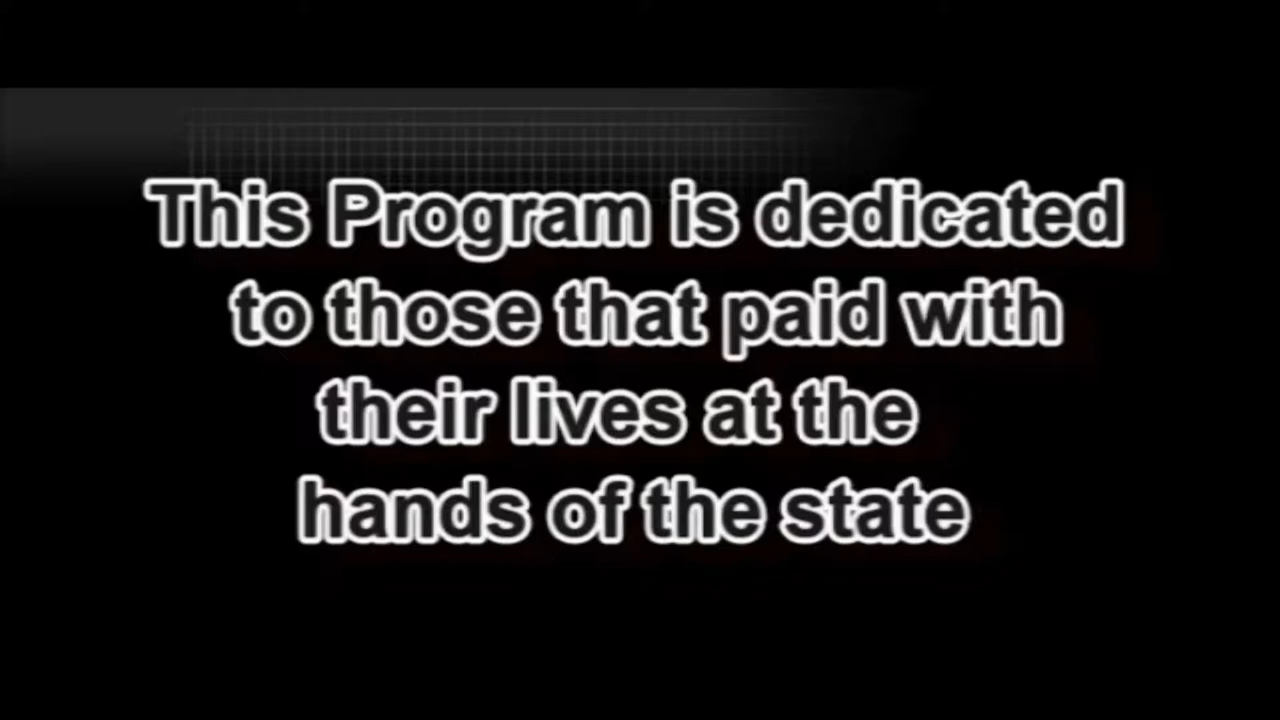 This Program is dedicated
to those that paid with
their lives at the
hands of the state